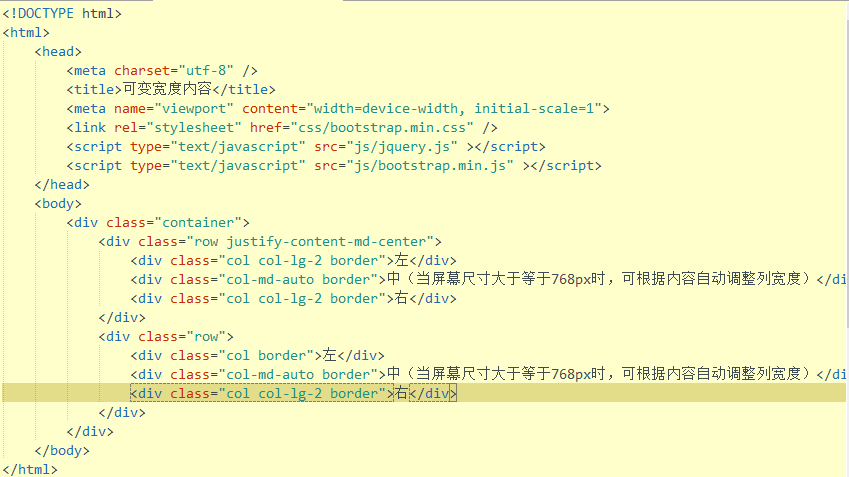 <!DOCTYPE html>
<html>
<head>
<meta charset="utf-8" />
<title>可变宽度内容</title>
<meta name="viewport" content="width=device-width, initial-scale=1">
<link rel="stylesheet" href="css/bootstrap.min.css" />
<script type="text/javascript" src="js/jquery.js" ></script>
<script type="text/javascript" src="js/bootstrap.min.js" ></script>
</head>
<body>
<div class="container">
<div class="row justify-content-md-center">
<div class="col col-lg-2 border">左</div>
<div class="col-md-auto border">中（当屏幕尺寸大于等于768px时，可根据内容自动调整列宽度）</di
<div class="col col-lg-2 border">右</div>
</div>
<div class="row">
<div class="col border">左</div>
<div class="col-md-auto border">中（当屏幕尺寸大于等于768px时，可根据内容自动调整列宽度）</di
<div class="col col-lg-2 border">右</div>
</div>
</div>
</body>
</html>